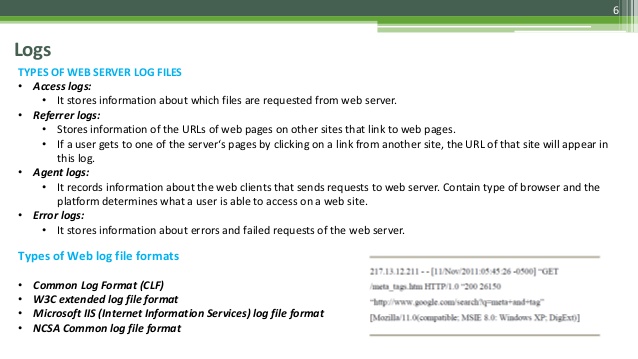 6
Logs
TYPES OF WEB SERVER LOG FILES
• Access logs:
• It stores information about which files are requested from web server.
• Referrer logs:
• Stores information of the URLs of web pages on other sites that link to web pages.
• If a user gets to one of the server's pages by clicking on a link from another site, the URL of that site will appear in
this log.
• Agent logs:
• It records information about the web clients that sends requests to web server. Contain type of browser and the
platform determines what a user is able to access on a web site.
• Error logs:
• It stores information about errors and failed requests of the web server.
Types of Web log file formats
• Common Log Format (CLF)
• W3C extended log file format
• Microsoft IIS (Internet Information Services) log file format
• NCSA Common log file format
217.13.12.211 - - [11/Nov/2011:05:45:26 -0500] "GET
/meta_tags.htm HTTP/1.0 "200 26150
"http://www.google.com/search?q=meta+and+tag"
[Mozilla/11.0(compatible; MSIE 8.0: Windows XP; DigExt)]